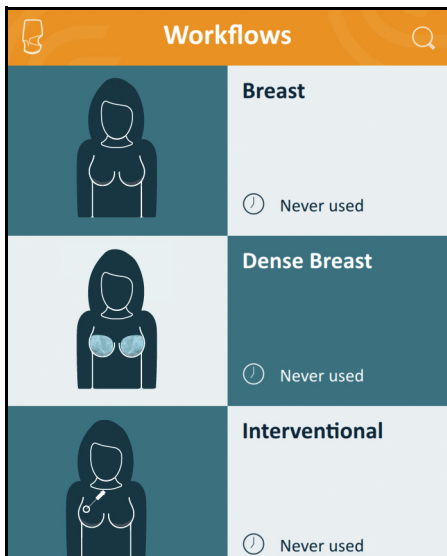 Workflows
Breast
Never used
Dense Breast
Never used
Interventional
Never used